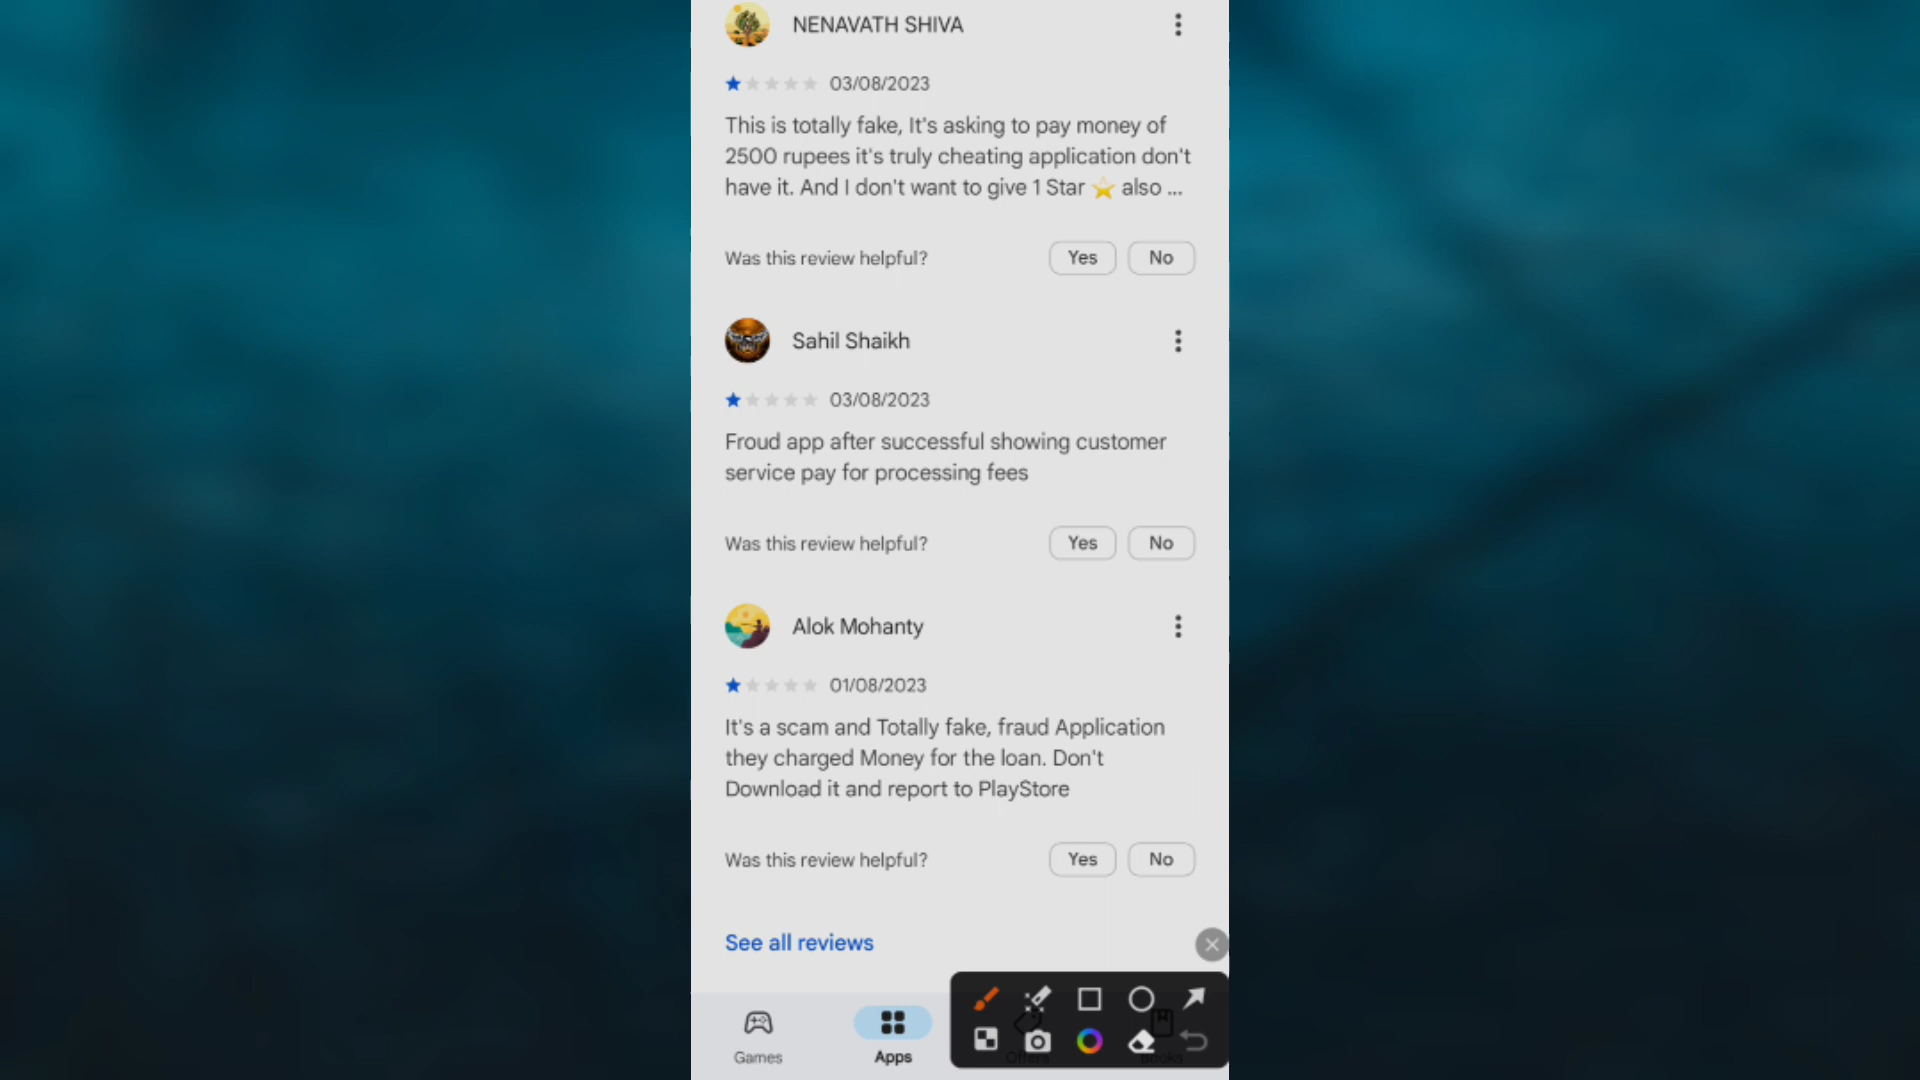 NENAVATH SHIVA
03/08/2023
This is totally fake, It's asking to pay money of
2500 rupees it's truly cheating application don't
have it. And I don't want to give 1 Star ⭐ also ...
Was this review helpful? Yes No
Sahil Shaikh
03/08/2023
Froud app after successful showing customer
service pay for processing fees
Was this review helpful? Yes No
Alok Mohanty
01/08/2023
It's a scam and Totally fake, fraud Application
they charged Money for the loan. Don't
Download it and report to PlayStore
Was this review helpful? Yes No
See all reviews
Games Apps